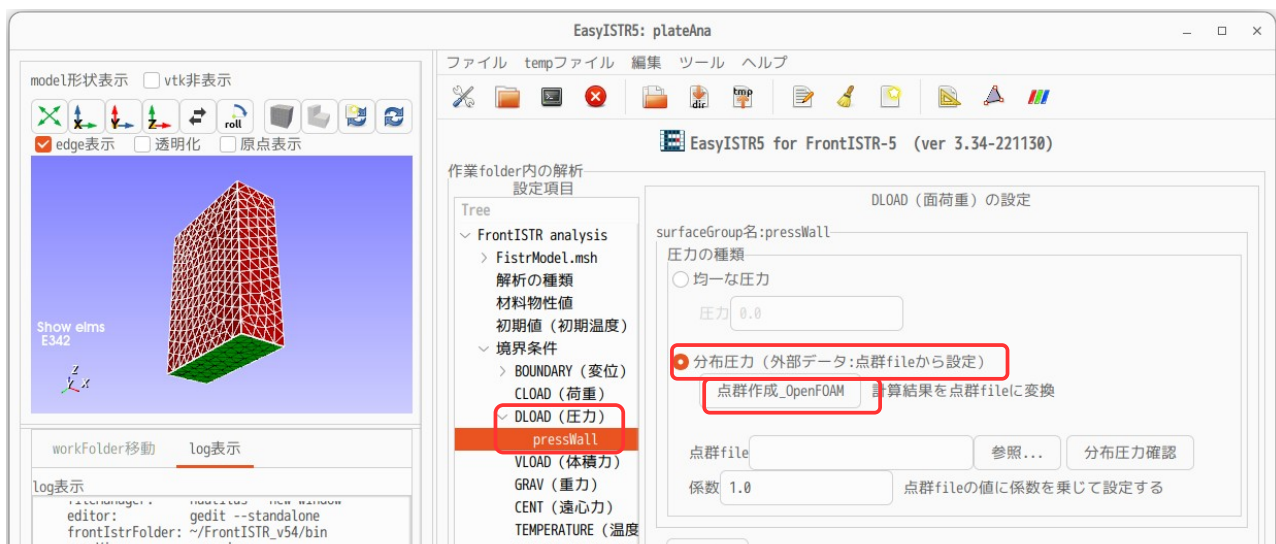 EasyISTR5: plateAna
model形状表示 vtk非表示
roll
edge表示 透明化 原点表示
Show elms
E342
Z
Y X
workFolder移動 log表示
log表示
fileManager: nautilus --new-window
editor: gedit --standalone
frontIstrFolder: ~/FrontISTR_v54/bin
ファイル tempファイル 編集 ツール ヘルプ
dir tmp
EasyISTR5 for FrontISTR-5 (ver 3.34-221130)
作業folder内の解析
設定項目
Tree
FrontISTR analysis
FistrModel.msh
解析の種類
材料物性値
初期値（初期温度）
境界条件
BOUNDARY（変位）
CLOAD（荷重）
DLOAD（圧力）
pressWall
VLOAD（体積力）
GRAV（重力）
CENT（遠心力）
TEMPERATURE（温度
DLOAD（面荷重）の設定
surfaceGroup名:pressWall
圧力の種類
均一な圧力
圧力 0.0
分布圧力（外部データ:点群fileから設定）
点群作成_OpenFOAM 計算結果を点群fileに変換
点群file 参照... 分布圧力確認
係数 1.0 点群fileの値に係数を乗じて設定する